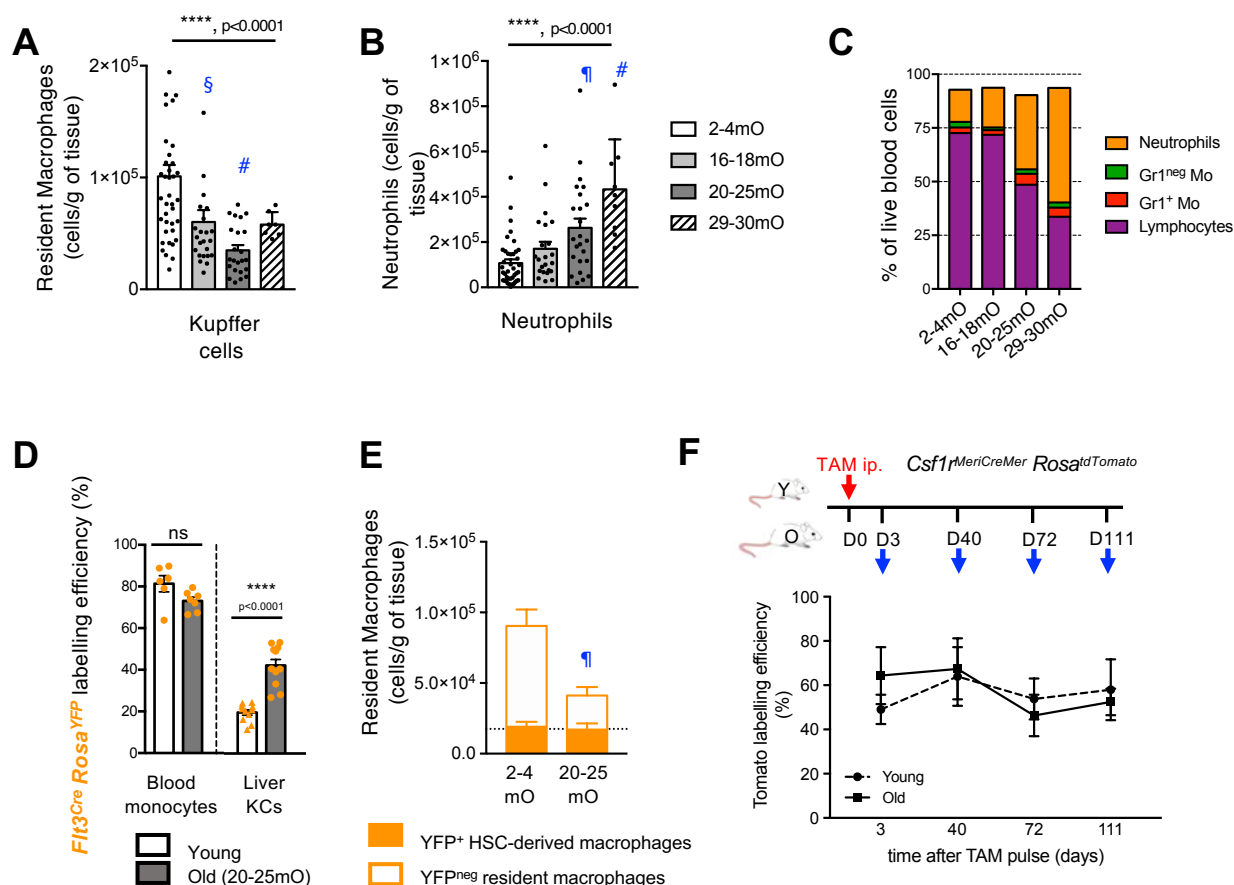 A
****, p<0.0001
Resident Macrophages
(cells/g of tissue)
2×10⁵
1×10⁵
0
§
#
Kupffer
cells
B
****, p<0.0001
Neutrophils (cells/g of
tissue)
1×10⁶
8×10⁵
6×10⁵
4×10⁵
2×10⁵
0
¶
#
Neutrophils
2-4mO
16-18mO
20-25mO
29-30mO
C
% of live blood cells
100
75
50
25
0
2-4mO
16-18mO
20-25mO
29-30mO
Neutrophils
Gr1ⁿᵉᵍ Mo
Gr1⁺ Mo
Lymphocytes
D
Flt3ᶜʳᵉ Rosaʸᶠᴾ labelling efficiency (%)
100
80
60
40
20
0
ns
****
p<0.0001
Blood
monocytes
Liver
KCs
Young
Old (20-25mO)
E
Resident Macrophages
(cells/g of tissue)
1.5×10⁵
1.0×10⁵
5.0×10⁴
0.0
¶
2-4
mO
20-25
mO
YFP⁺ HSC-derived macrophages
YFPⁿᵉᵍ resident macrophages
F
TAM ip.
Csf1rᴹᵉʳⁱᶜʳᵉᴹᵉʳ Rosaᵗᵈᵀᵒᵐᵃᵗᵒ
Y
O
D0 D3 D40 D72 D111
Tomato labelling efficiency
(%)
100
80
60
40
20
0
Young
Old
3 40 72 111
time after TAM pulse (days)